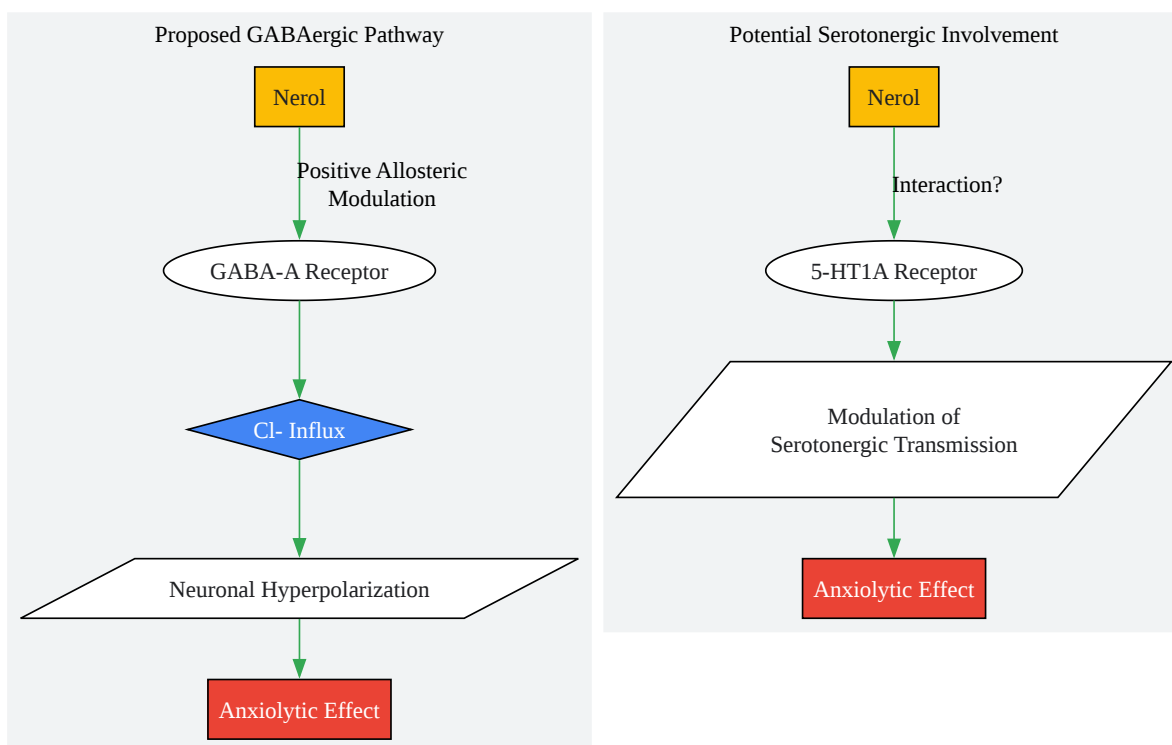 Proposed GABAergic Pathway
Nerol
Positive Allosteric
Modulation
GABA-A Receptor
Cl- Influx
Neuronal Hyperpolarization
Anxiolytic Effect
Potential Serotonergic Involvement
Nerol
Interaction?
5-HT1A Receptor
Modulation of
Serotonergic Transmission
Anxiolytic Effect